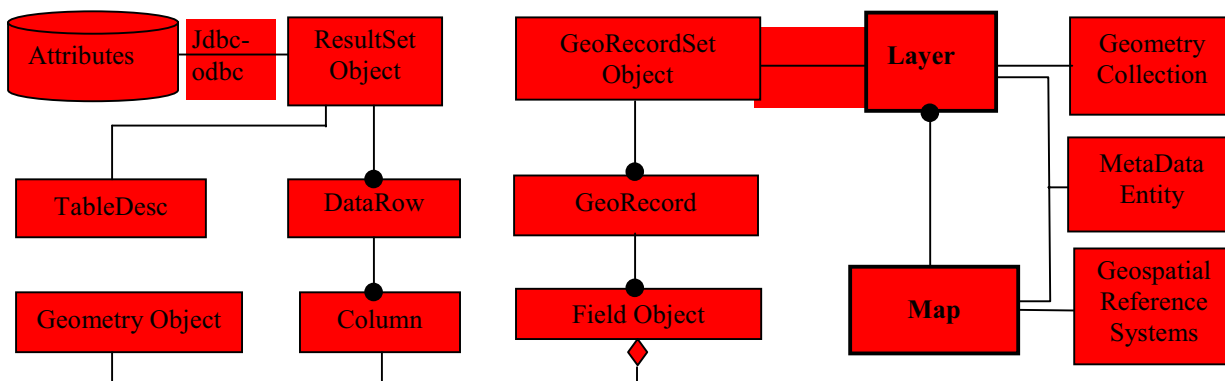 Attributes
Jdbc-
odbc
ResultSet
Object
GeoRecordSet
Object
Layer
Geometry
Collection
MetaData
Entity
TableDesc
DataRow
GeoRecord
Geospatial
Reference
Systems
Geometry Object
Column
Field Object
Map